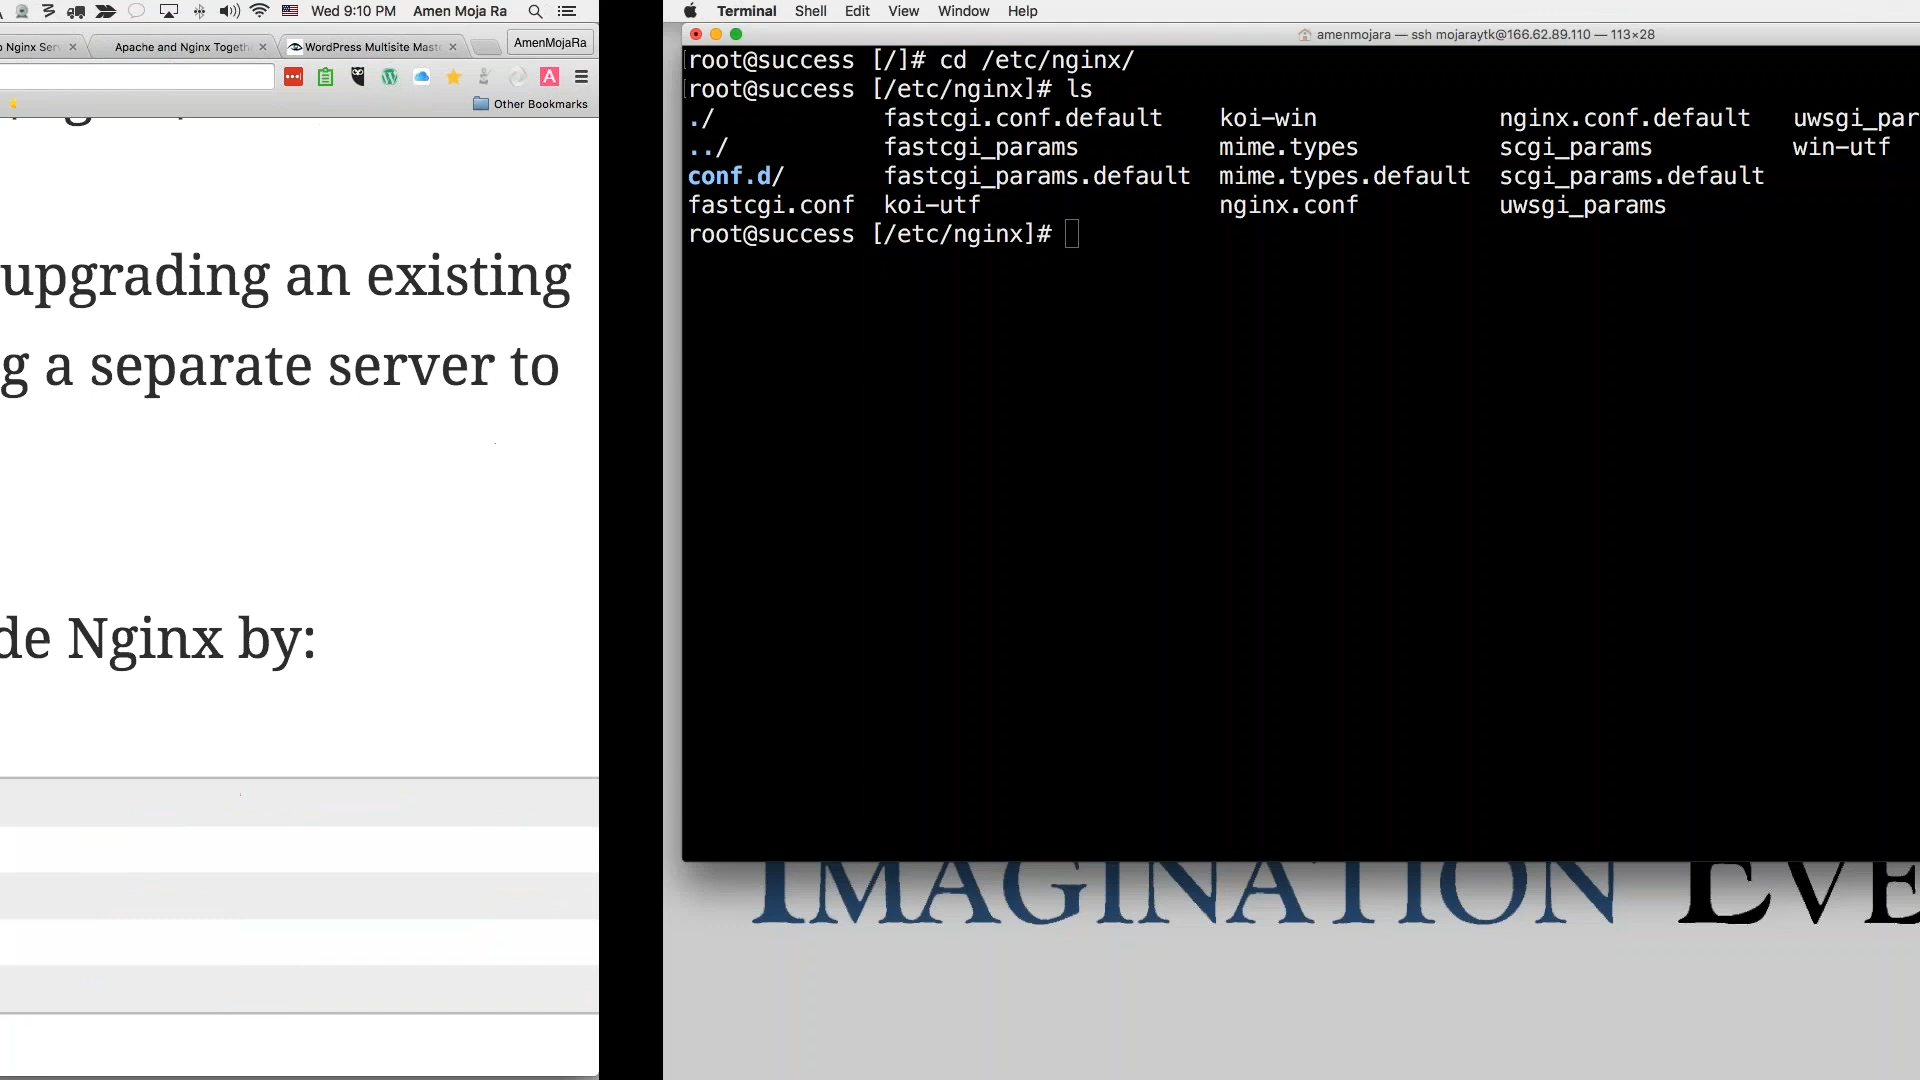 Wed 9:10 PM Amen Moja Ra
Nginx Ser
Apache and Nginx Togeth
WordPress Multisite Mast
AmenMojaRa
A
Other Bookmarks
upgrading an existing
g a separate server to
de Nginx by:
Terminal Shell Edit View Window Help
amenmojara — ssh mojaraytk@166.62.89.110 — 113×28
root@success [/]# cd /etc/nginx/
root@success [/etc/nginx]# ls
./ fastcgi.conf.default koi-win nginx.conf.default uwsgi_par
../ fastcgi_params mime.types scgi_params win-utf
conf.d/ fastcgi_params.default mime.types.default scgi_params.default
fastcgi.conf koi-utf nginx.conf uwsgi_params
root@success [/etc/nginx]#
IMAGINATION EVE